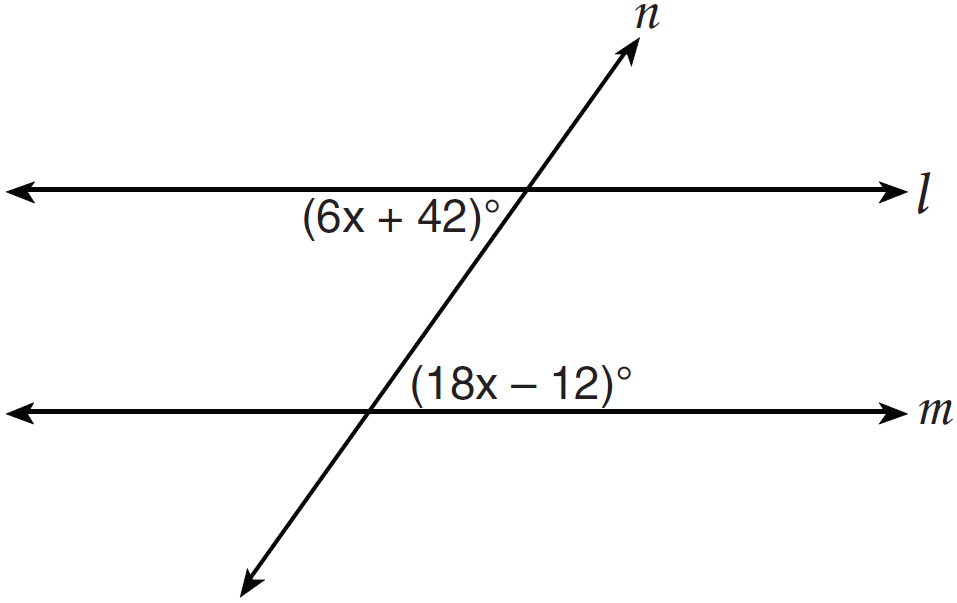 n
l
(6x + 42)°
(18x – 12)°
m